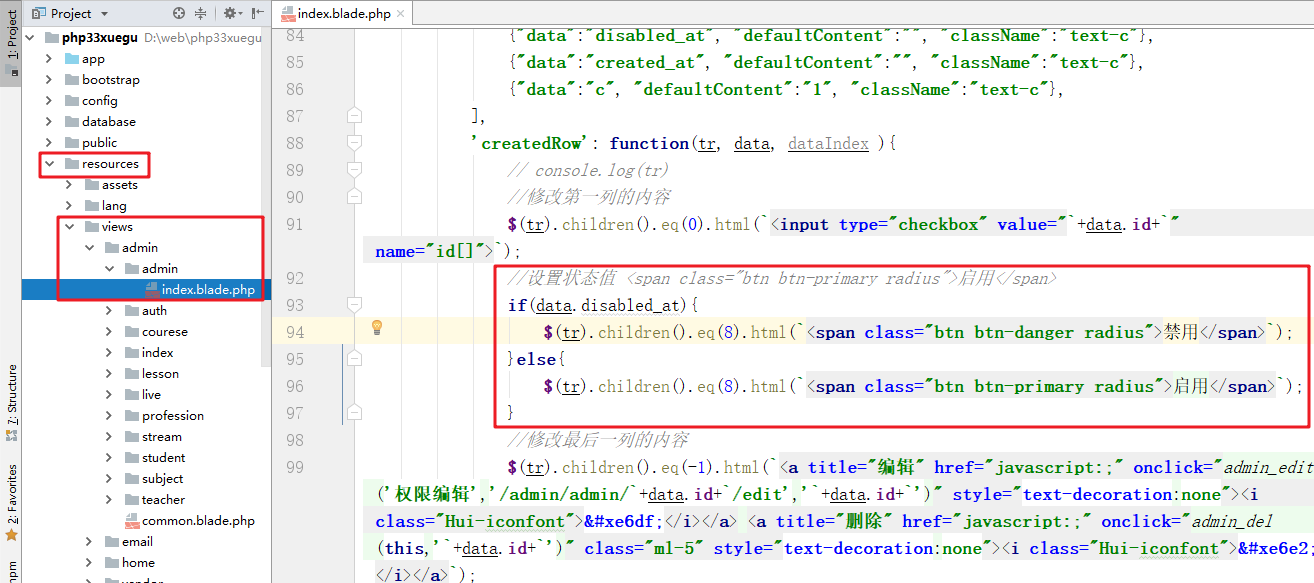 1: Project
7: Structure
2: Favorites
npm
Project
php33xuegu D:\web\php33xuegu
app
bootstrap
config
database
public
resources
assets
lang
views
admin
admin
index.blade.php
auth
courese
index
lesson
live
profession
stream
student
subject
teacher
common.blade.php
email
home
vendor
index.blade.php
84 {"data":"disabled_at", "defaultContent":"", "className":"text-c"},
85 {"data":"created_at", "defaultContent":"", "className":"text-c"},
86 {"data":"c", "defaultContent":"1", "className":"text-c"},
87 ],
88 'createdRow': function(tr, data, dataIndex ){
89 // console.log(tr)
90 //修改第一列的内容
91 $(tr).children().eq(0).html(`<input type="checkbox" value="`+data.id+`"
name="id[]">`);
92 //设置状态值 <span class="btn btn-primary radius">启用</span>
93 if(data.disabled_at){
94 $(tr).children().eq(8).html(`<span class="btn btn-danger radius">禁用</span>`);
95 }else{
96 $(tr).children().eq(8).html(`<span class="btn btn-primary radius">启用</span>`);
97 }
98 //修改最后一列的内容
99 $(tr).children().eq(-1).html(`<a title="编辑" href="javascript:;" onclick="admin_edit
('权限编辑','/admin/admin/`+data.id+`/edit','`+data.id+`')" style="text-decoration:none"><i
class="Hui-iconfont">&#xe6df;</i></a> <a title="删除" href="javascript:;" onclick="admin_del
(this,'`+data.id+`')" class="ml-5" style="text-decoration:none"><i class="Hui-iconfont">&#xe6e2;
</i></a>`);